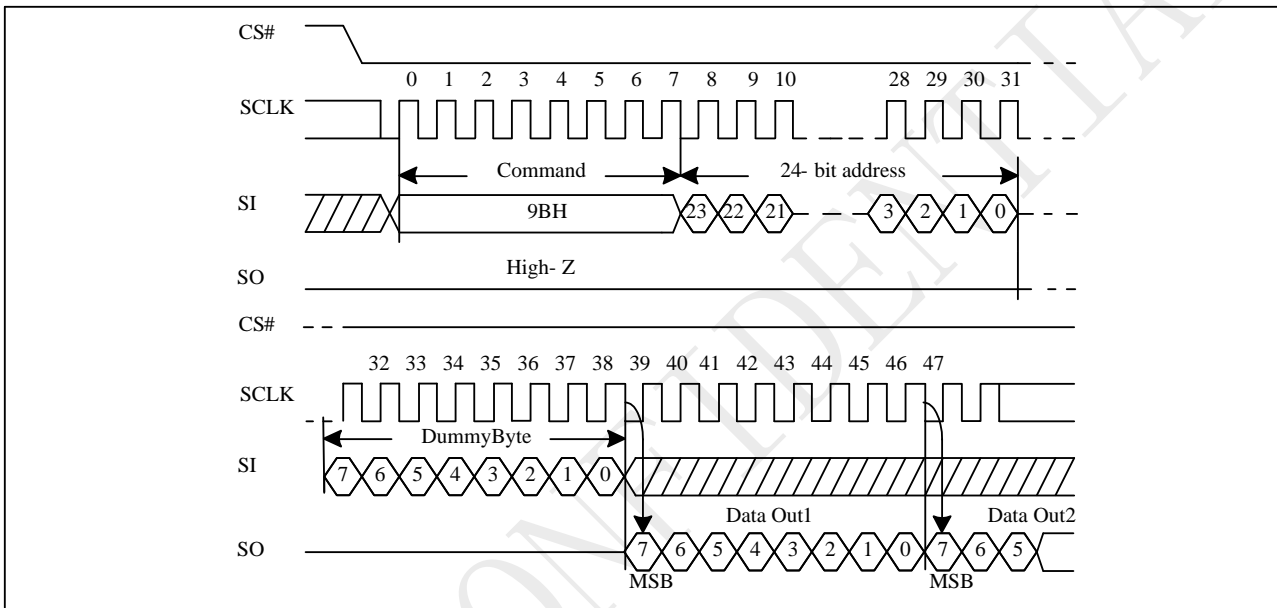 CS#
0 1 2 3 4 5 6 7 8 9 10 28 29 30 31
SCLK
Command 24- bit address
SI 9BH 23 22 21 3 2 1 0
High- Z
SO
CS#
32 33 34 35 36 37 38 39 40 41 42 43 44 45 46 47
SCLK
DummyByte
SI 7 6 5 4 3 2 1 0
Data Out1 Data Out2
SO 7 6 5 4 3 2 1 0 7 6 5
MSB MSB
CONFIDENTIA